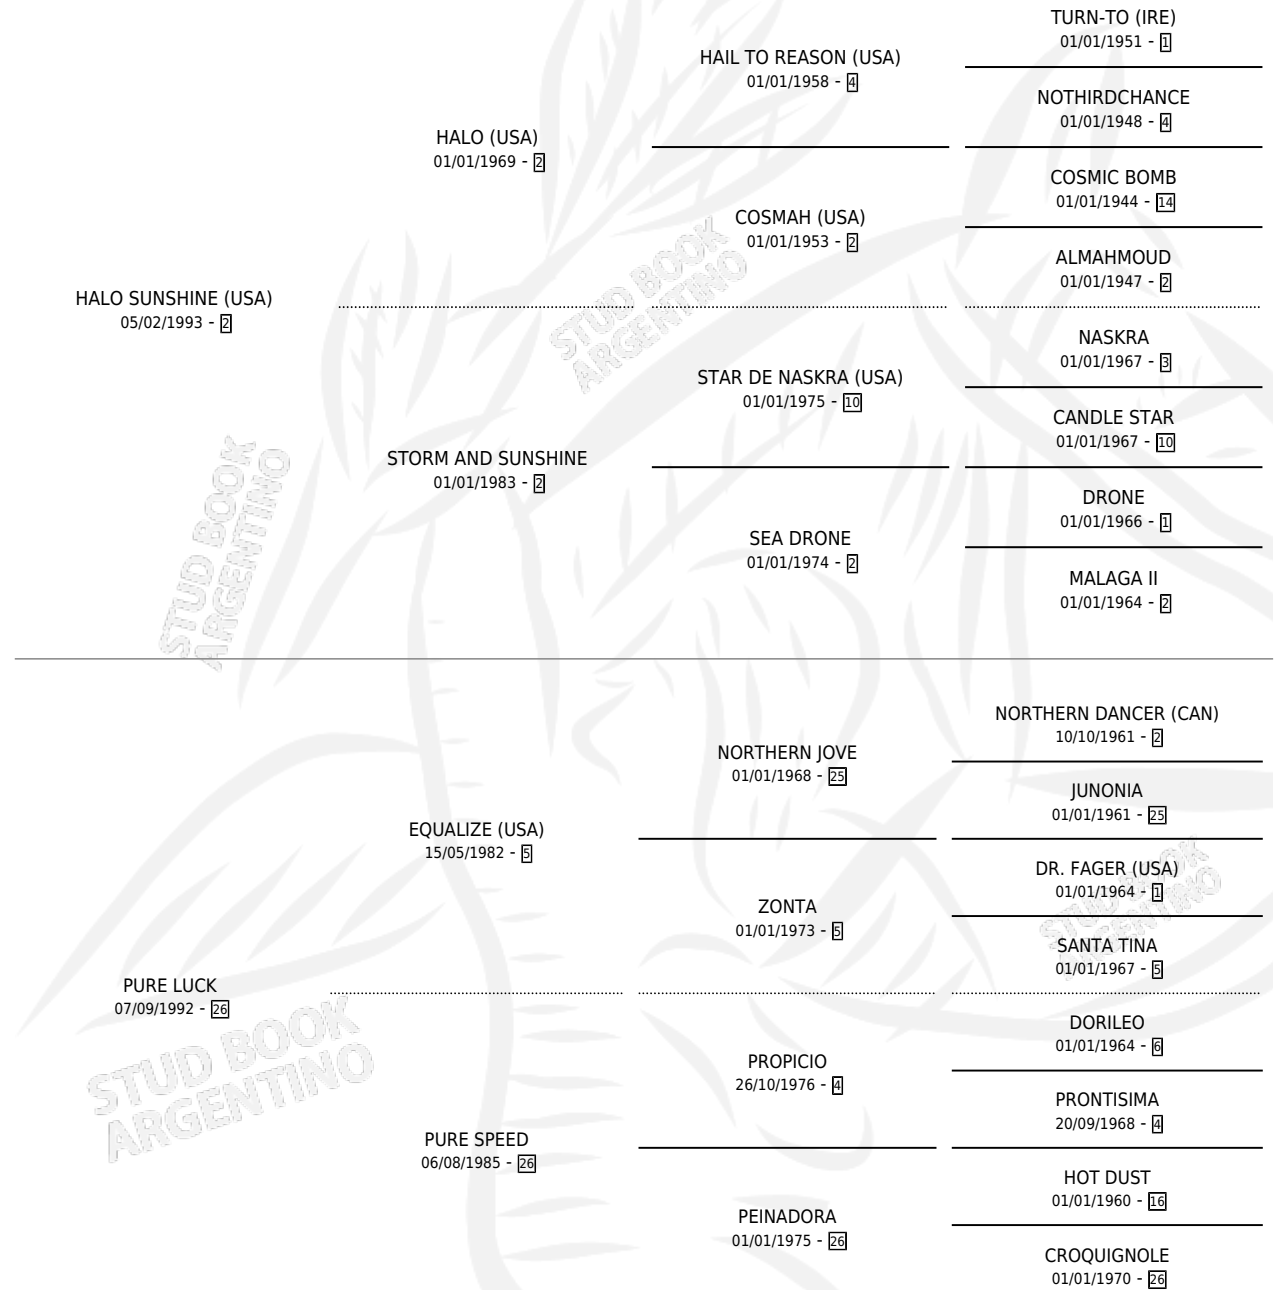 TURN-TO (IRE)
01/01/1951 - 1
HAIL TO REASON (USA)
01/01/1958 - 4
NOTHIRDCHANCE
01/01/1948 - 4
HALO (USA)
01/01/1969 - 2
COSMIC BOMB
01/01/1944 - 14
COSMAH (USA)
01/01/1953 - 2
ALMAHMOUD
01/01/1947 - 2
HALO SUNSHINE (USA)
05/02/1993 - 2
NASKRA
01/01/1967 - 3
STAR DE NASKRA (USA)
01/01/1975 - 10
CANDLE STAR
01/01/1967 - 10
STORM AND SUNSHINE
01/01/1983 - 2
DRONE
01/01/1966 - 1
SEA DRONE
01/01/1974 - 2
MALAGA II
01/01/1964 - 2
STUD BOOK
ARGENTINO
STUD BOOK
ARGENTINO
NORTHERN DANCER (CAN)
10/10/1961 - 2
NORTHERN JOVE
01/01/1968 - 25
JUNONIA
01/01/1961 - 25
EQUALIZE (USA)
15/05/1982 - 5
DR. FAGER (USA)
01/01/1964 - 1
ZONTA
01/01/1973 - 5
SANTA TINA
01/01/1967 - 5
PURE LUCK
07/09/1992 - 26
DORILEO
01/01/1964 - 6
PROPICIO
26/10/1976 - 4
PRONTISIMA
20/09/1968 - 4
PURE SPEED
06/08/1985 - 26
HOT DUST
01/01/1960 - 16
PEINADORA
01/01/1975 - 26
CROQUIGNOLE
01/01/1970 - 26
STUD BOOK
ARGENTINO
STUD BOOK
ARGENTINO